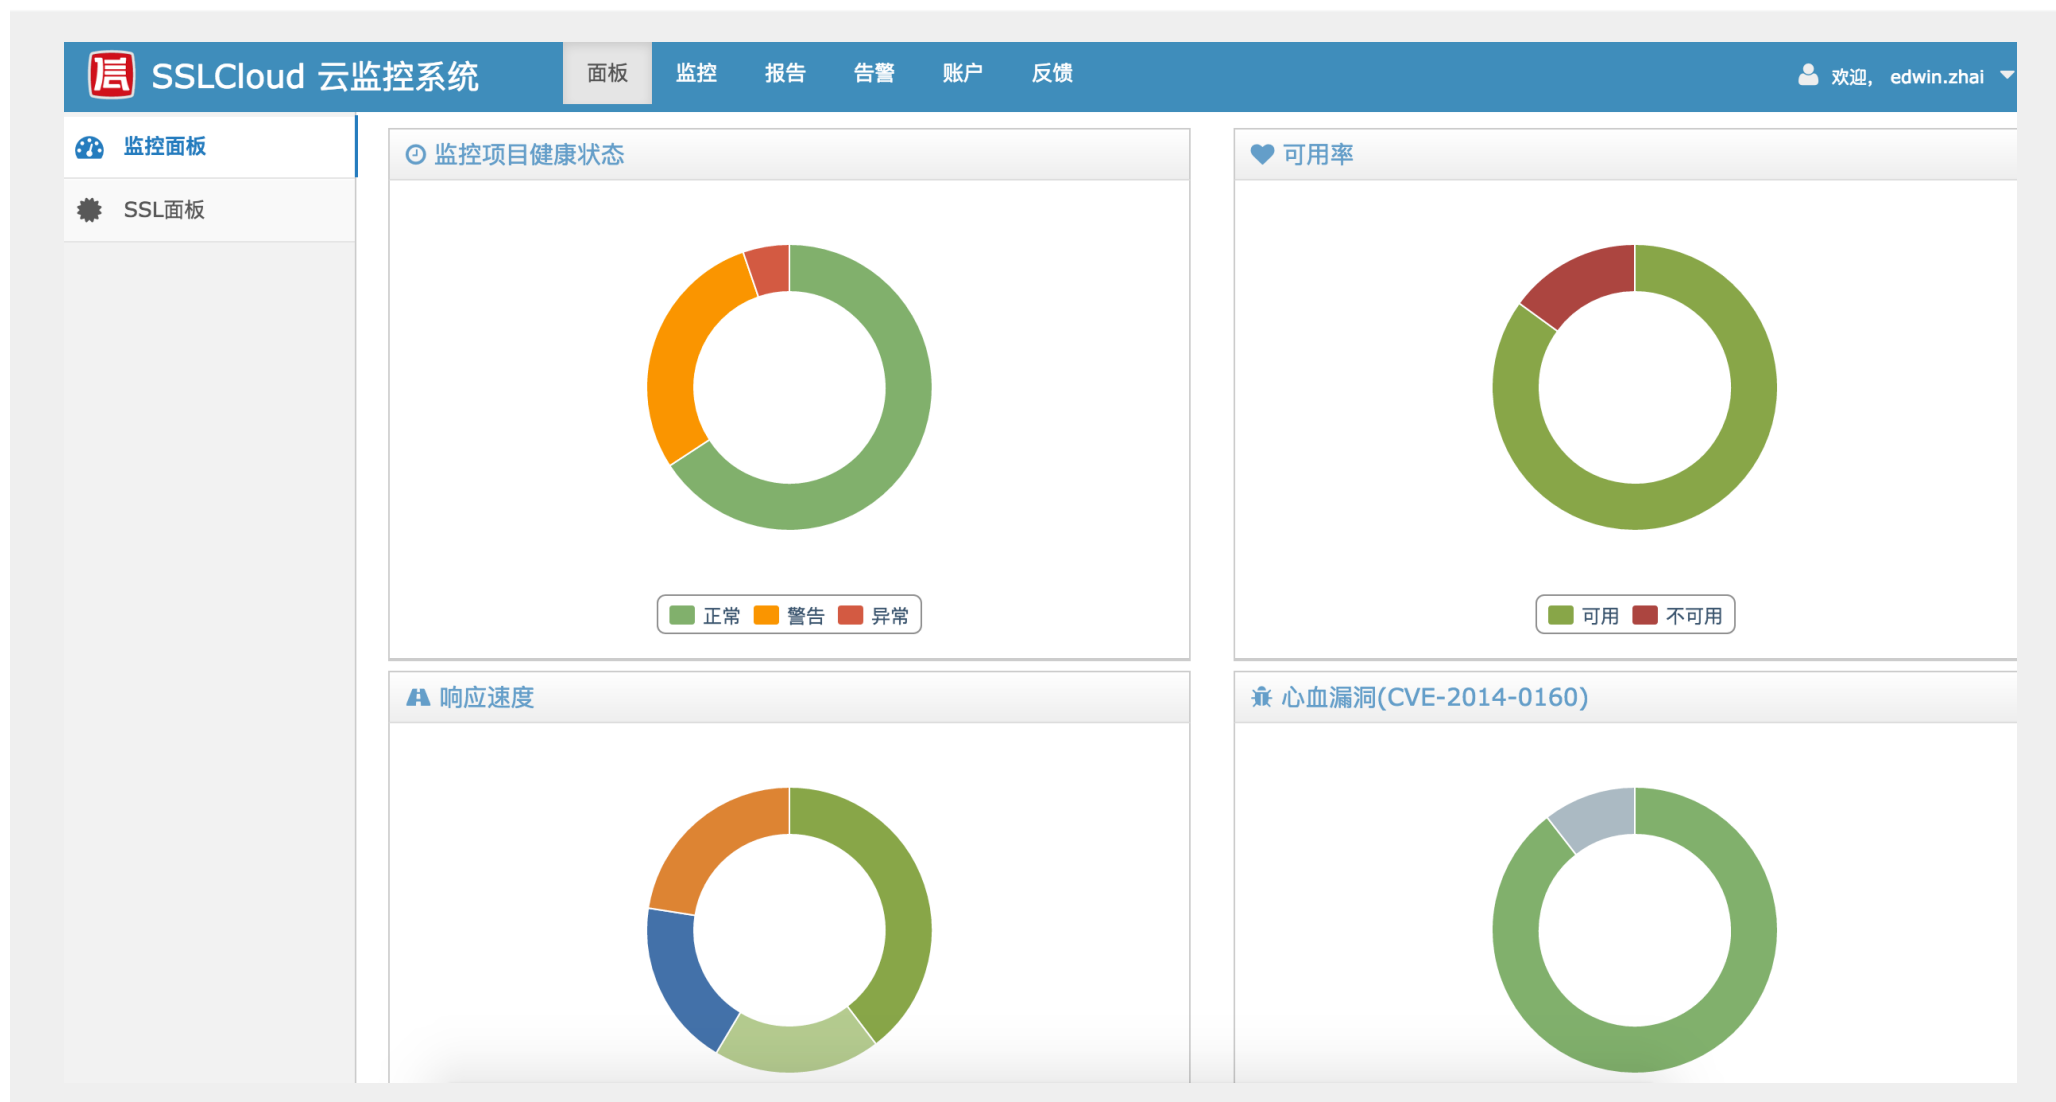 信
SSLCloud 云监控系统
面板 监控 报告 告警 账户 反馈
欢迎, edwin.zhai
监控面板
SSL面板
监控项目健康状态
正常 警告 异常
可用率
可用 不可用
响应速度
心血漏洞(CVE-2014-0160)